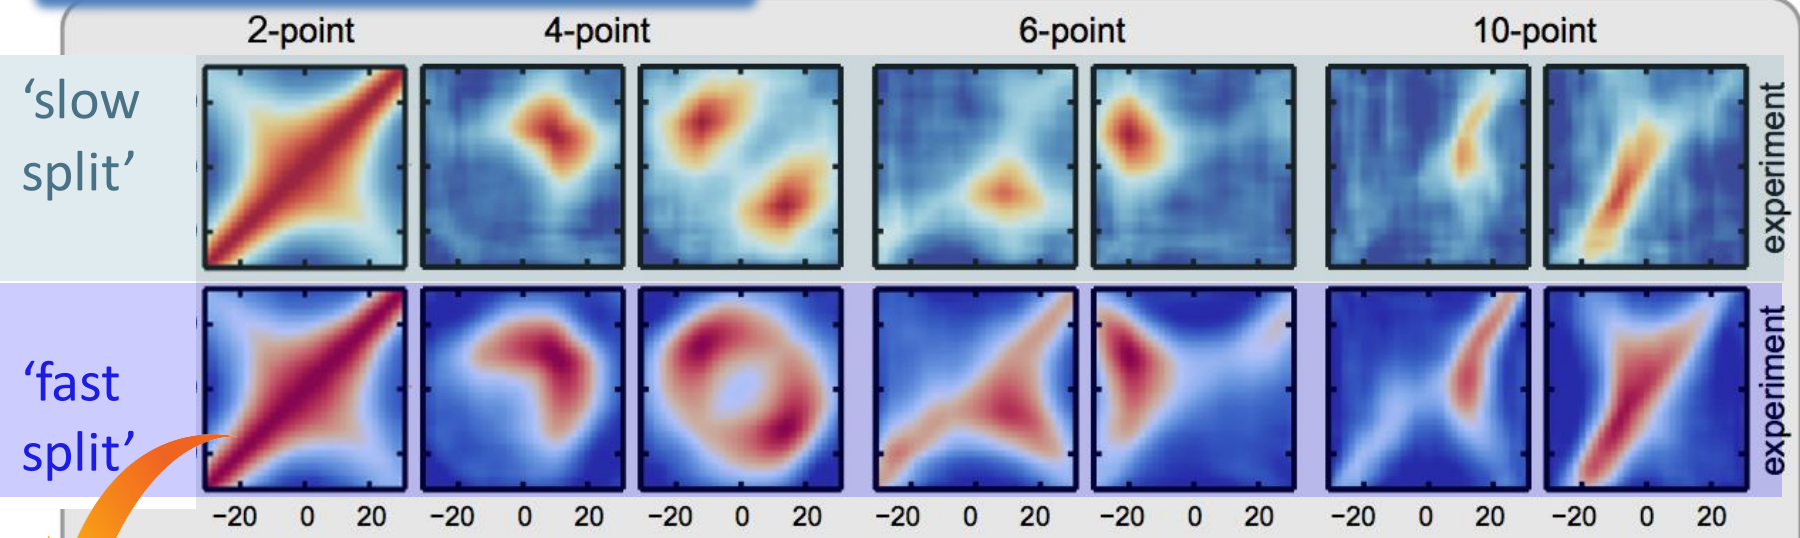 2-point 4-point 6-point 10-point
‘slow
split’
experiment
‘fast
split’
experiment
−20 0 20 −20 0 20 −20 0 20 −20 0 20 −20 0 20 −20 0 20 −20 0 20